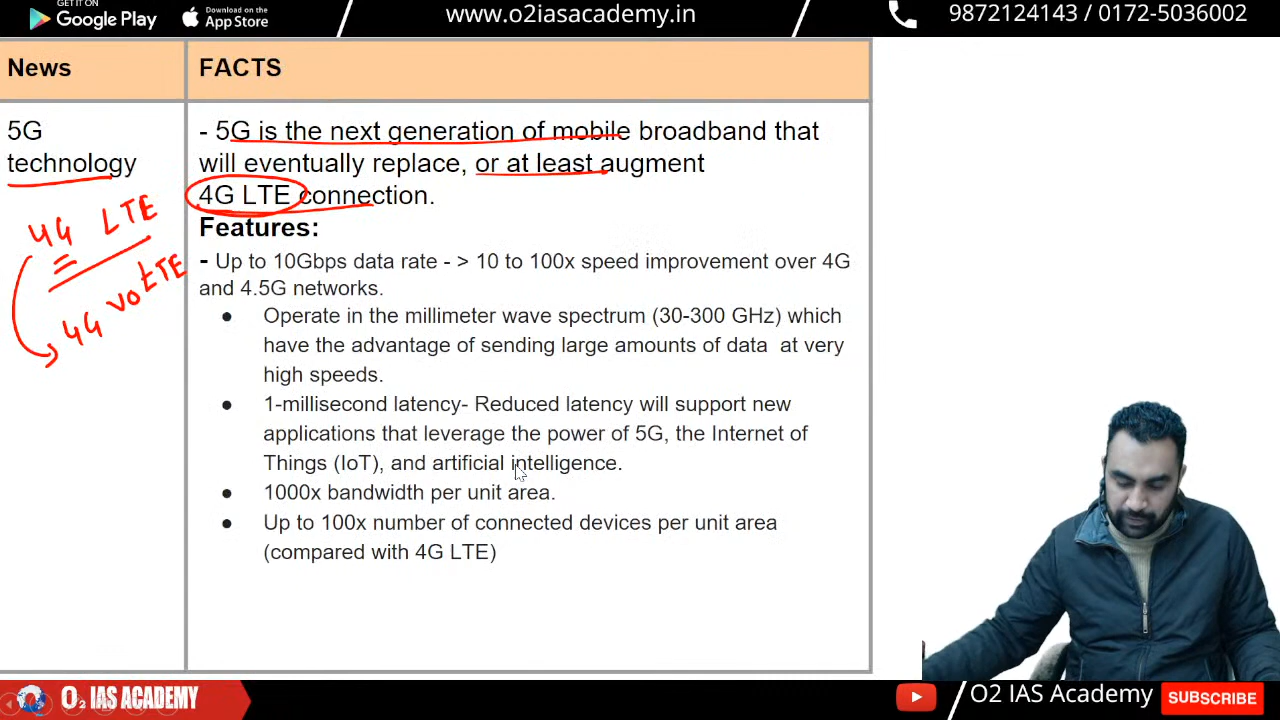 GET IT ON
Google Play
Download on the
App Store
www.o2iasacademy.in
9872124143 / 0172-5036002
News
FACTS
5G
technology
- 5G is the next generation of mobile broadband that
will eventually replace, or at least augment
4G LTE connection.
Features:
- Up to 10Gbps data rate - > 10 to 100x speed improvement over 4G
and 4.5G networks.
● Operate in the millimeter wave spectrum (30-300 GHz) which
have the advantage of sending large amounts of data at very
high speeds.
● 1-millisecond latency- Reduced latency will support new
applications that leverage the power of 5G, the Internet of
Things (IoT), and artificial intelligence.
● 1000x bandwidth per unit area.
● Up to 100x number of connected devices per unit area
(compared with 4G LTE)
4G LTE
4G VOLTE
O2 IAS ACADEMY
O2 IAS Academy
SUBSCRIBE